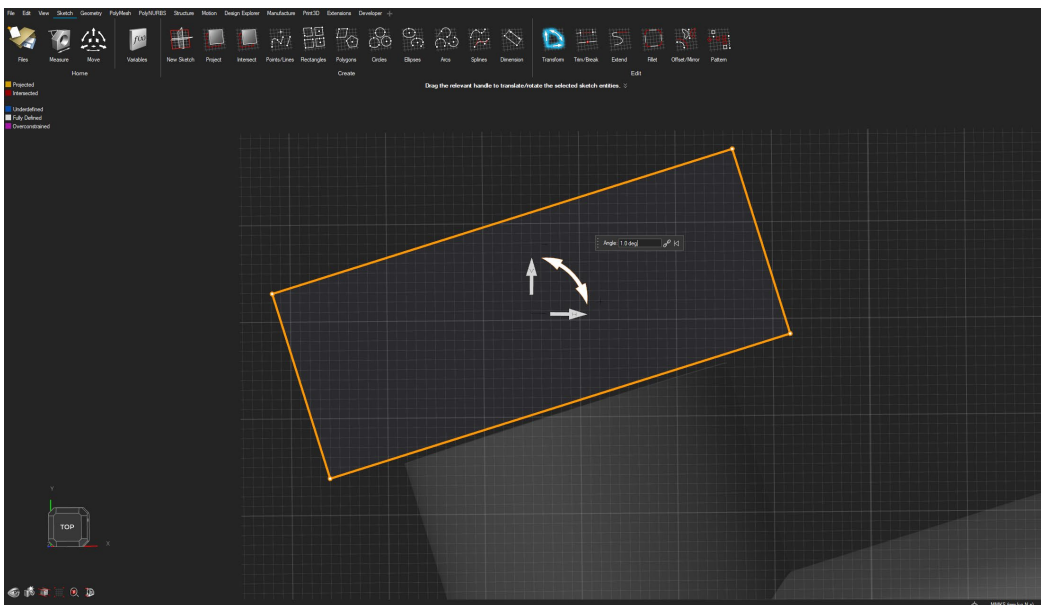 File Edit View Sketch Geometry PolyMesh PolyNURBS Structure Motion Design Explorer Manufacture Print3D Extensions Developer +
f(x)
Files Measure Move Variables New Sketch Project Intersect Points/Lines Rectangles Polygons Circles Ellipses Arcs Splines Dimension Transform Trim/Break Extend Fillet Offset/Mirror Pattern
Home Create Edit
Drag the relevant handle to translate/rotate the selected sketch entities.
Projected
Intersected
Underdefined
Fully Defined
Overconstrained
Angle: 1.0 deg
Y
TOP
X